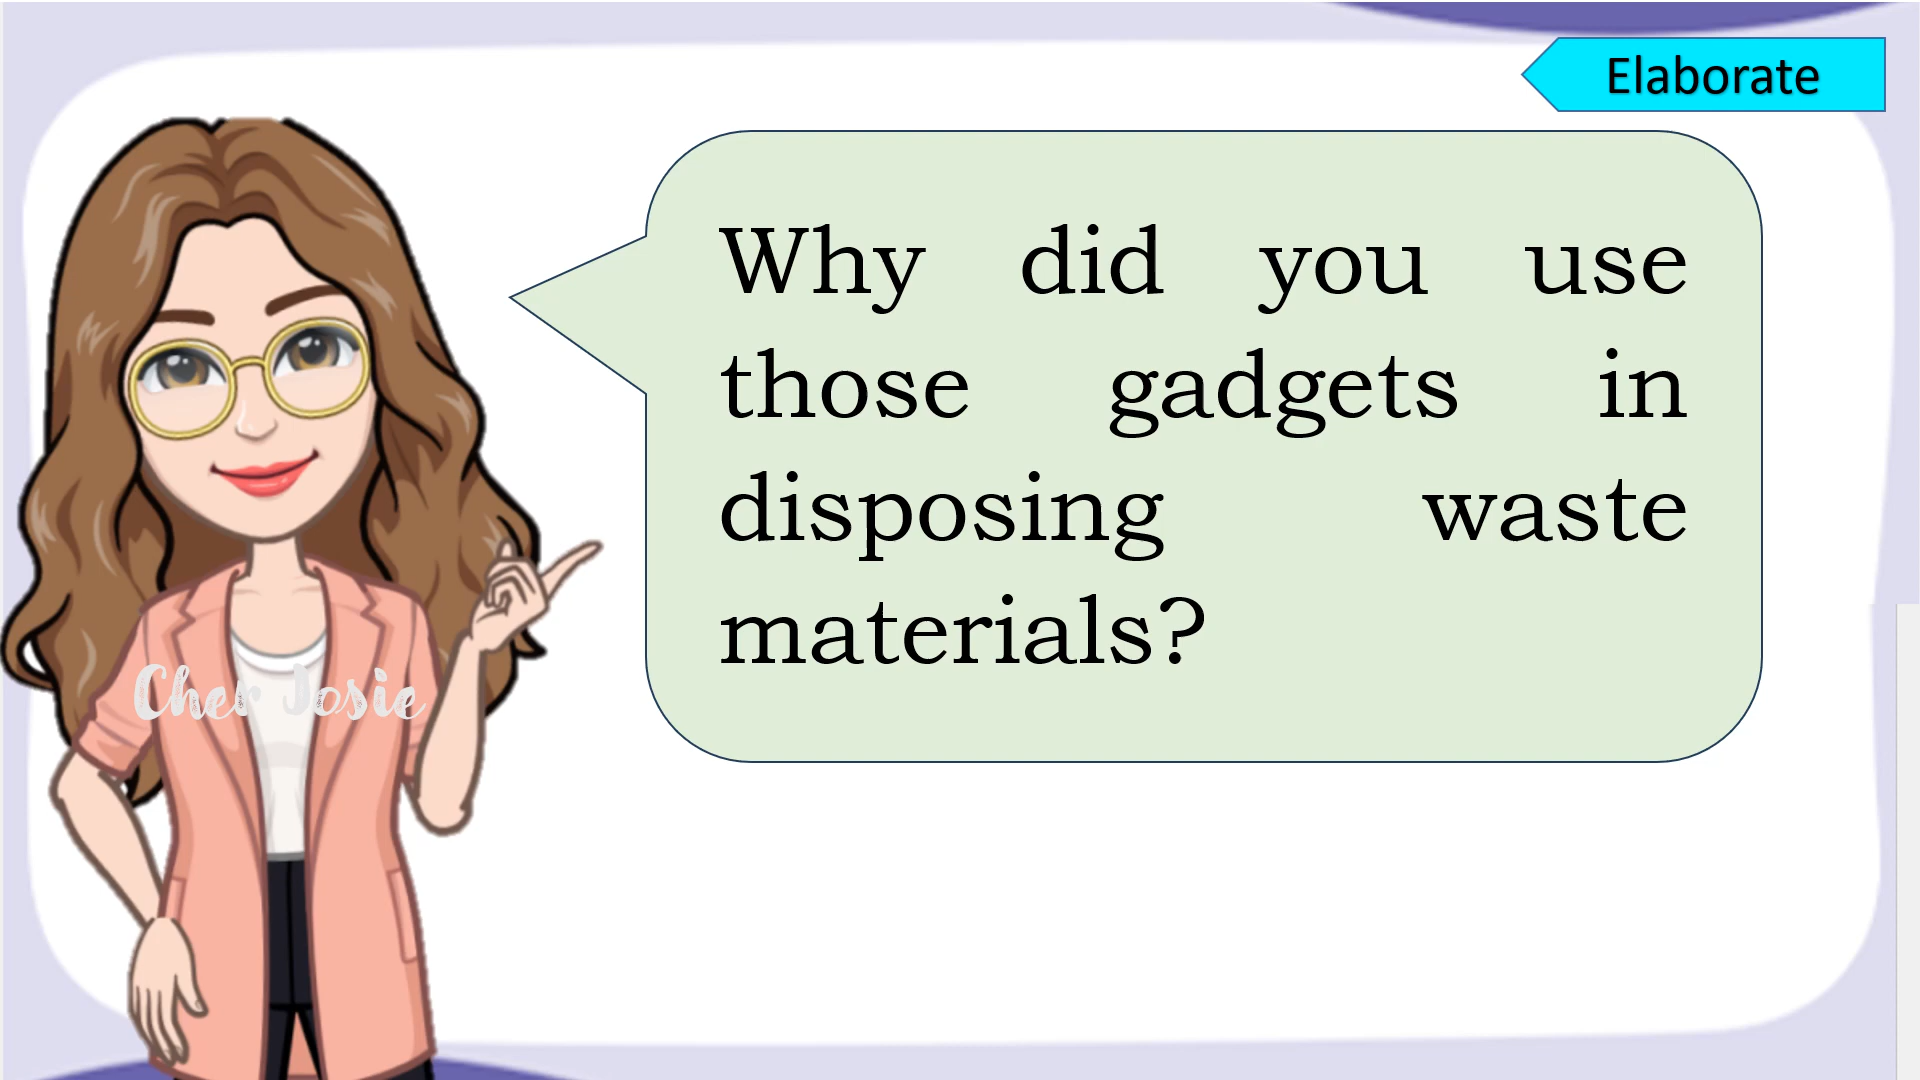 Elaborate
Why did you use
those gadgets in
disposing waste
materials?
Cher Josie